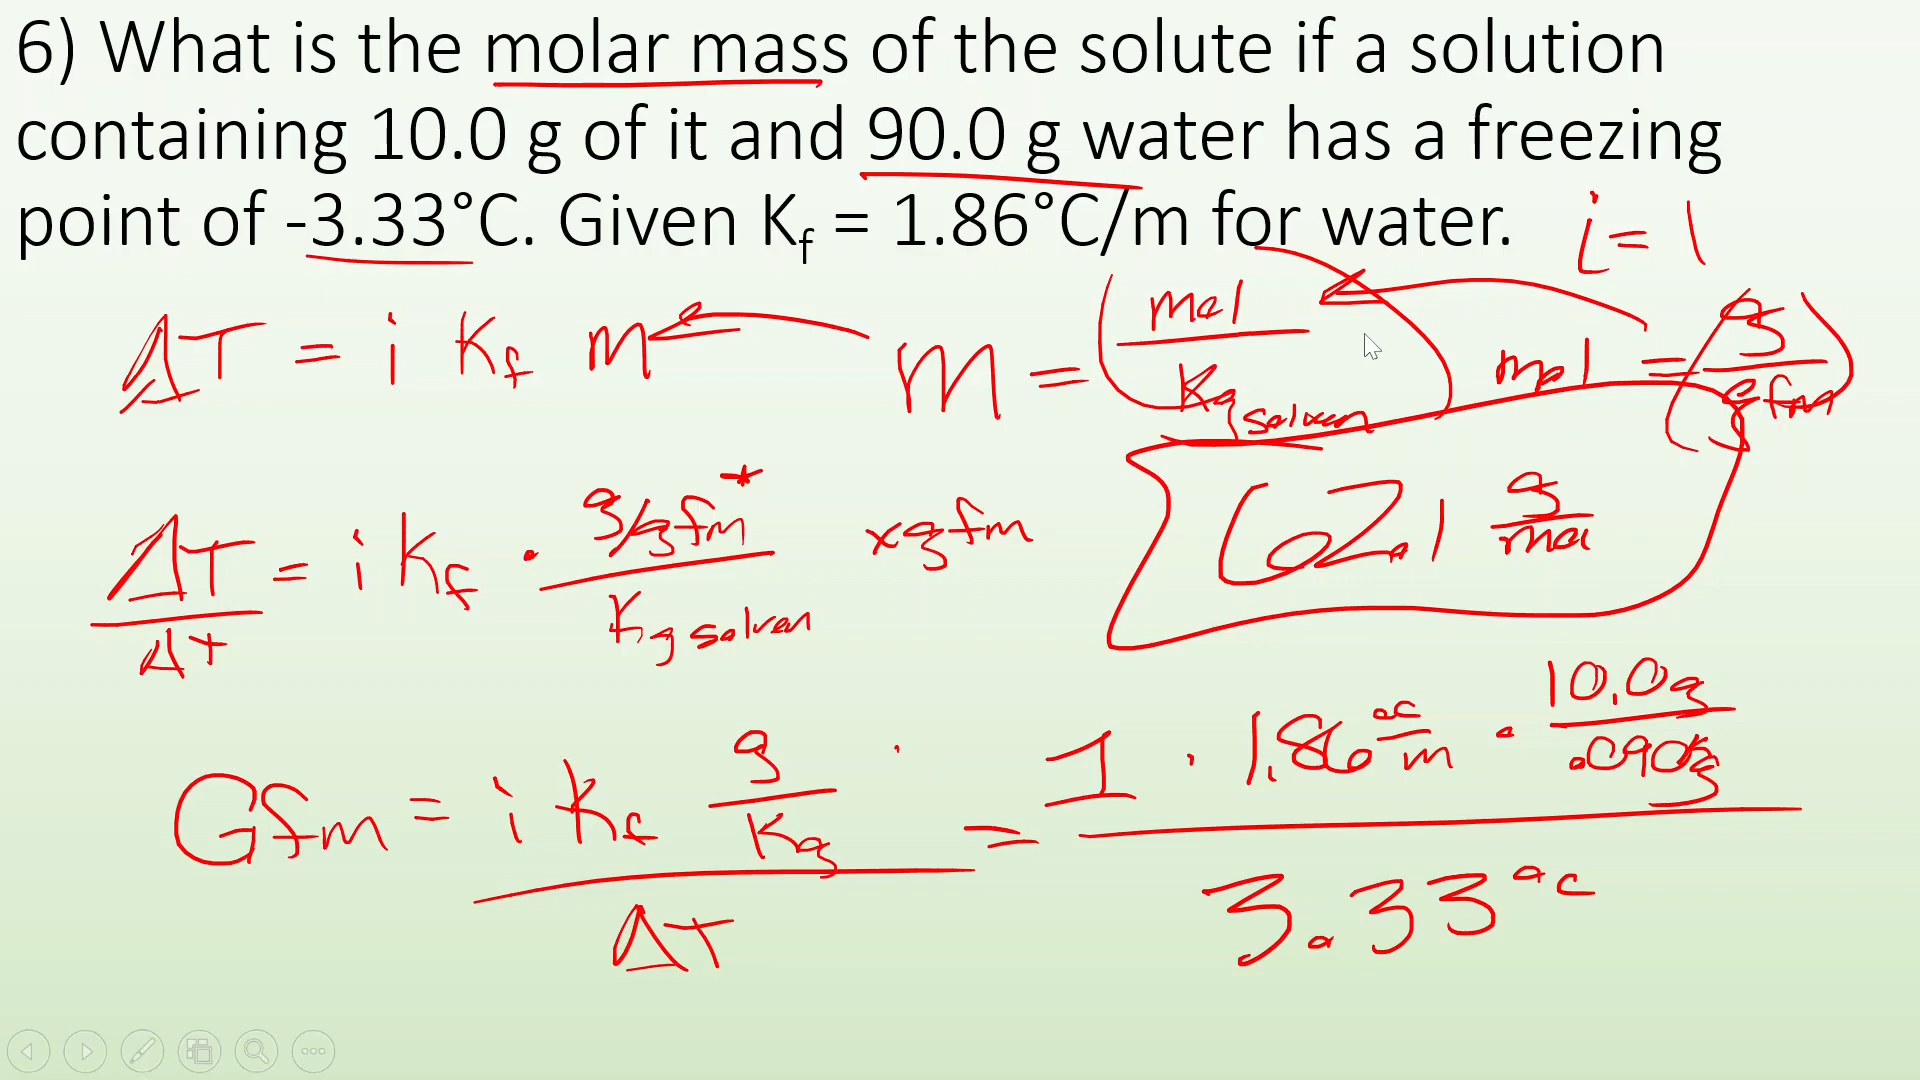 6) What is the molar mass of the solute if a solution
containing 10.0 g of it and 90.0 g water has a freezing
point of -3.33°C. Given Kf = 1.86°C/m for water.
i = 1
ΔT = i Kf m
m = mol / Kg solven
mol = g / gfm
ΔT / ΔT = i Kf · g/gfm* / Kg solven
xgfm
62.1 g / mol
Gfm = i Kf g / Kg / ΔT = 1 · 1.86 °C / m · 10.0g / .090Kg / 3.33 °C